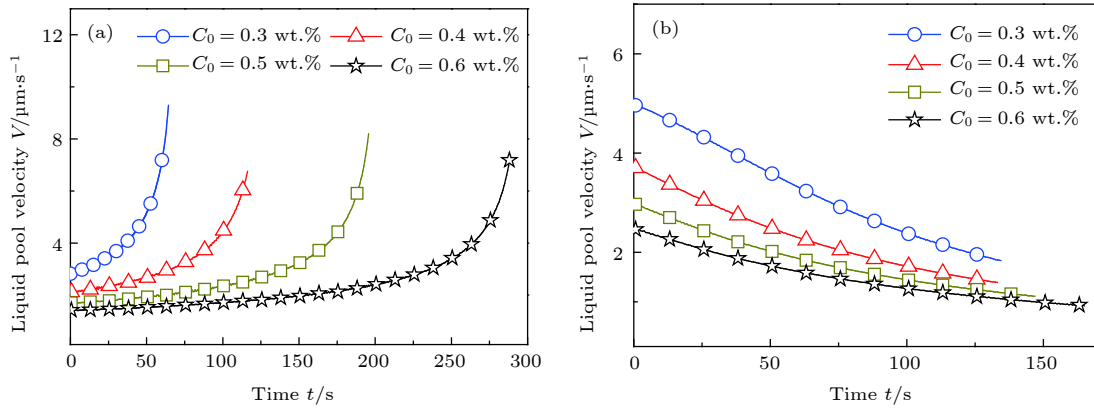 (a)
C₀ = 0.3 wt.%
C₀ = 0.4 wt.%
C₀ = 0.5 wt.%
C₀ = 0.6 wt.%
12
8
4
Liquid pool velocity V/μm·s⁻¹
0 50 100 150 200 250 300
Time t/s
(b)
C₀ = 0.3 wt.%
C₀ = 0.4 wt.%
C₀ = 0.5 wt.%
C₀ = 0.6 wt.%
6
4
2
Liquid pool velocity V/μm·s⁻¹
0 50 100 150
Time t/s